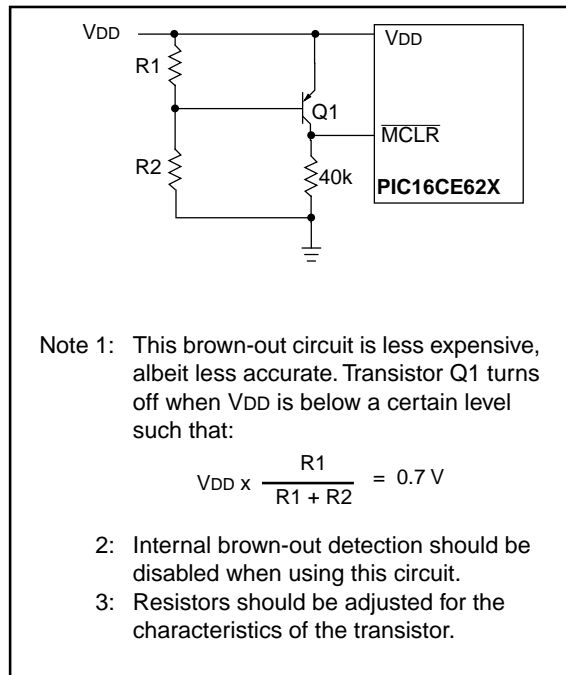 VDD
VDD
R1
Q1
MCLR
R2
40k
PIC16CE62X
Note 1: This brown-out circuit is less expensive,
albeit less accurate. Transistor Q1 turns
off when VDD is below a certain level
such that:
VDD x R1 / R1 + R2 = 0.7 V
2: Internal brown-out detection should be
disabled when using this circuit.
3: Resistors should be adjusted for the
characteristics of the transistor.